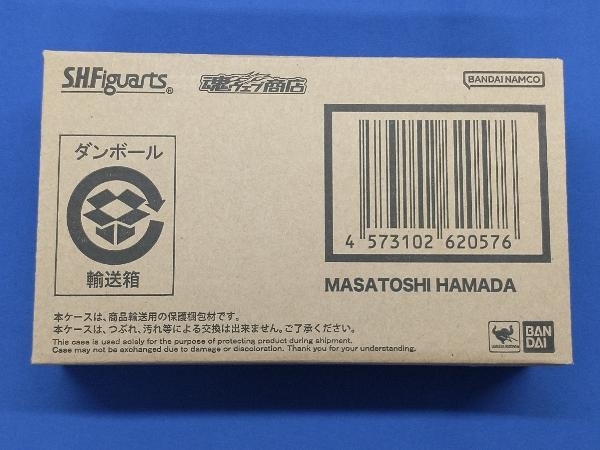 S.H.Figuarts®
魂ウェブ商店
BANDAI NAMCO
ダンボール
輸送箱
4 573102 620576
MASATOSHI HAMADA
本ケースは、商品輸送用の保護梱包材です。
本ケースは、つぶれ、汚れ等による交換は出来ません。ご了承ください。
This case is used solely for the purpose of protecting product during shipment.
Case may not be exchanged due to damage or discoloration. Thank you for your understanding.
BAN
DAI